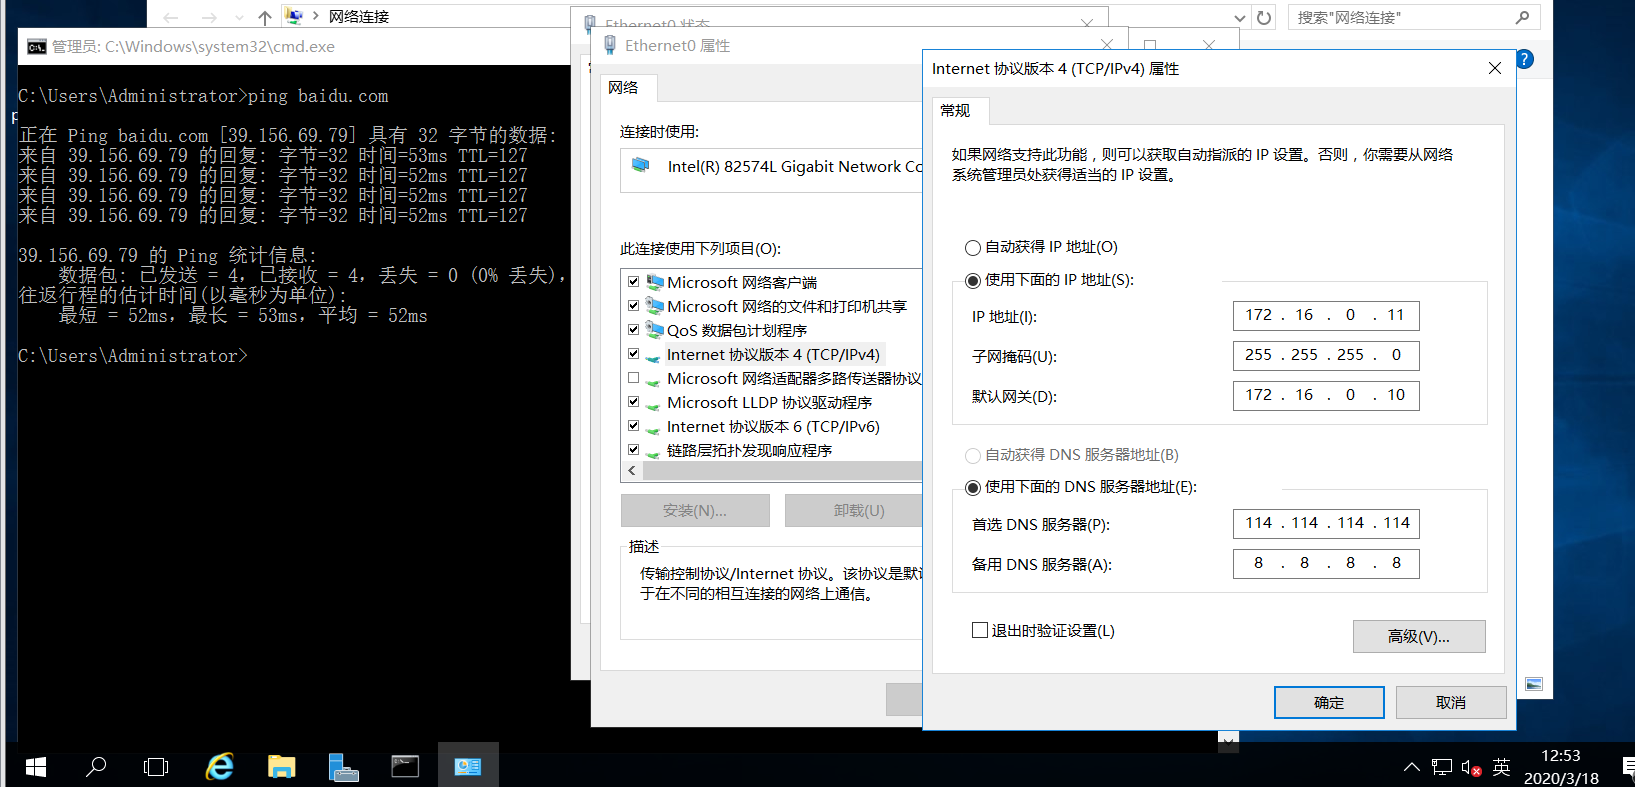 网络连接
搜索"网络连接"
管理员: C:\Windows\system32\cmd.exe
C:\Users\Administrator>ping baidu.com
正在 Ping baidu.com [39.156.69.79] 具有 32 字节的数据:
来自 39.156.69.79 的回复: 字节=32 时间=53ms TTL=127
来自 39.156.69.79 的回复: 字节=32 时间=52ms TTL=127
来自 39.156.69.79 的回复: 字节=32 时间=52ms TTL=127
来自 39.156.69.79 的回复: 字节=32 时间=52ms TTL=127
39.156.69.79 的 Ping 统计信息:
数据包: 已发送 = 4，已接收 = 4，丢失 = 0 (0% 丢失)，
往返行程的估计时间(以毫秒为单位):
最短 = 52ms，最长 = 53ms，平均 = 52ms
C:\Users\Administrator>
Ethernet0 状态
Ethernet0 属性
网络
连接时使用:
Intel(R) 82574L Gigabit Network Co
此连接使用下列项目(O):
Microsoft 网络客户端
Microsoft 网络的文件和打印机共享
QoS 数据包计划程序
Internet 协议版本 4 (TCP/IPv4)
Microsoft 网络适配器多路传送器协议
Microsoft LLDP 协议驱动程序
Internet 协议版本 6 (TCP/IPv6)
链路层拓扑发现响应程序
安装(N)...
卸载(U)
描述
传输控制协议/Internet 协议。该协议是默
于在不同的相互连接的网络上通信。
Internet 协议版本 4 (TCP/IPv4) 属性
常规
如果网络支持此功能，则可以获取自动指派的 IP 设置。否则，你需要从网络
系统管理员处获得适当的 IP 设置。
自动获得 IP 地址(O)
使用下面的 IP 地址(S):
IP 地址(I):
172 . 16 . 0 . 11
子网掩码(U):
255 . 255 . 255 . 0
默认网关(D):
172 . 16 . 0 . 10
自动获得 DNS 服务器地址(B)
使用下面的 DNS 服务器地址(E):
首选 DNS 服务器(P):
114 . 114 . 114 . 114
备用 DNS 服务器(A):
8 . 8 . 8 . 8
退出时验证设置(L)
高级(V)...
确定
取消
英
12:53
2020/3/18